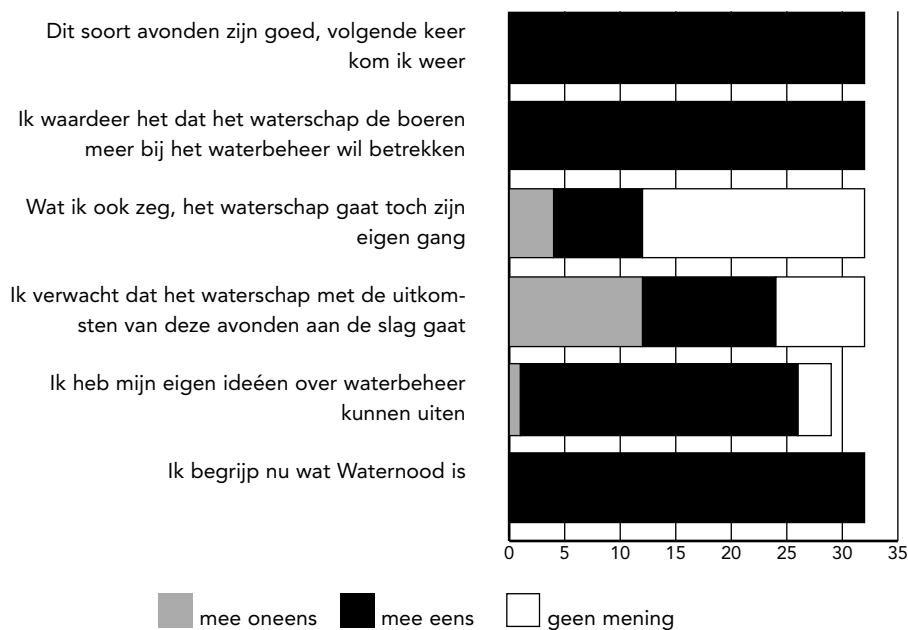 Dit soort avonden zijn goed, volgende keer
kom ik weer
Ik waardeer het dat het waterschap de boeren
meer bij het waterbeheer wil betrekken
Wat ik ook zeg, het waterschap gaat toch zijn
eigen gang
Ik verwacht dat het waterschap met de uitkom-
sten van deze avonden aan de slag gaat
Ik heb mijn eigen ideéen over waterbeheer
kunnen uiten
Ik begrijp nu wat Waternood is
0 5 10 15 20 25 30 35
mee oneens mee eens geen mening